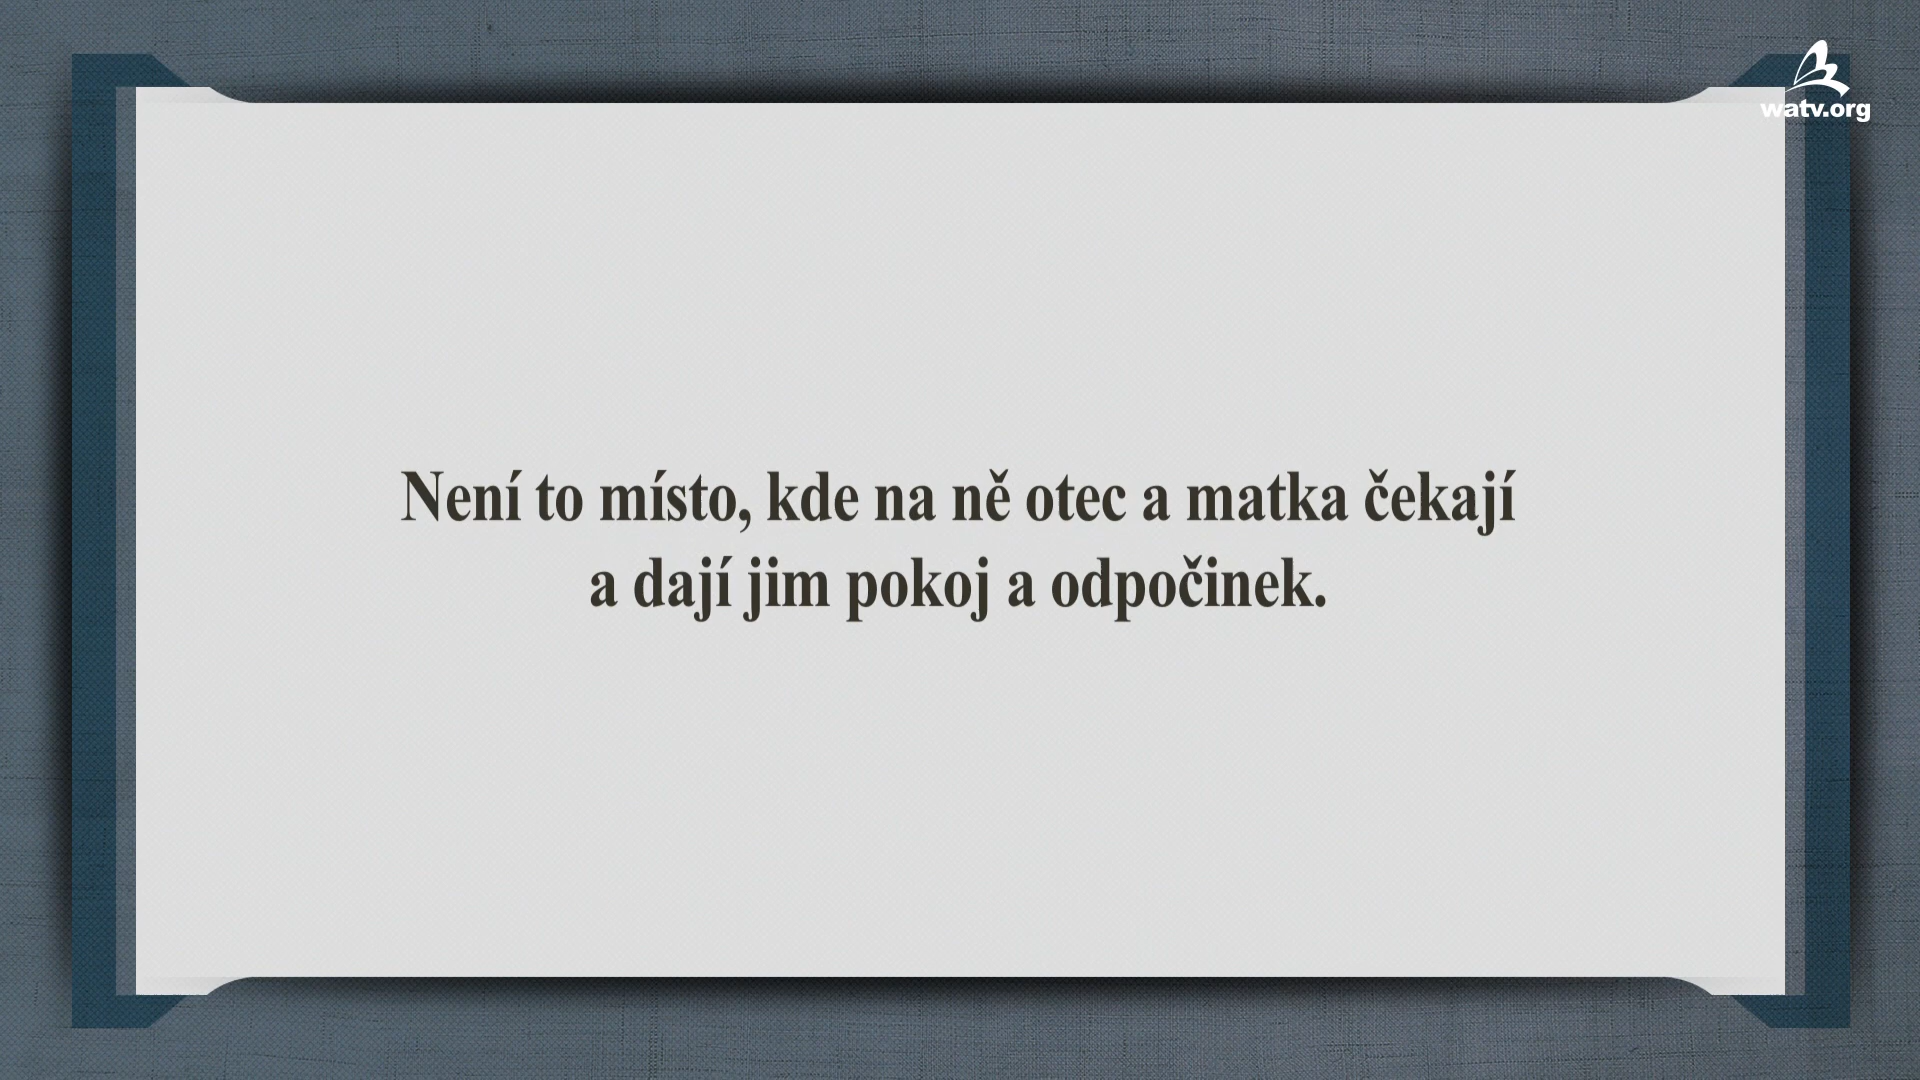 watv.org
Není to místo, kde na ně otec a matka čekají
a dají jim pokoj a odpočinek.